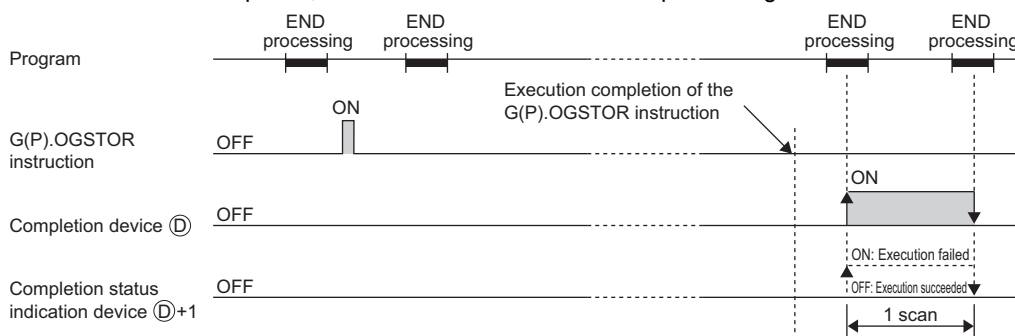 END processing
END processing
END processing
END processing
Program
Execution completion of the
G(P).OGSTOR instruction
ON
G(P).OGSTOR
instruction
OFF
ON
Completion device Ⓓ
OFF
ON: Execution failed
Completion status
indication device Ⓓ+1
OFF
OFF: Execution succeeded
1 scan